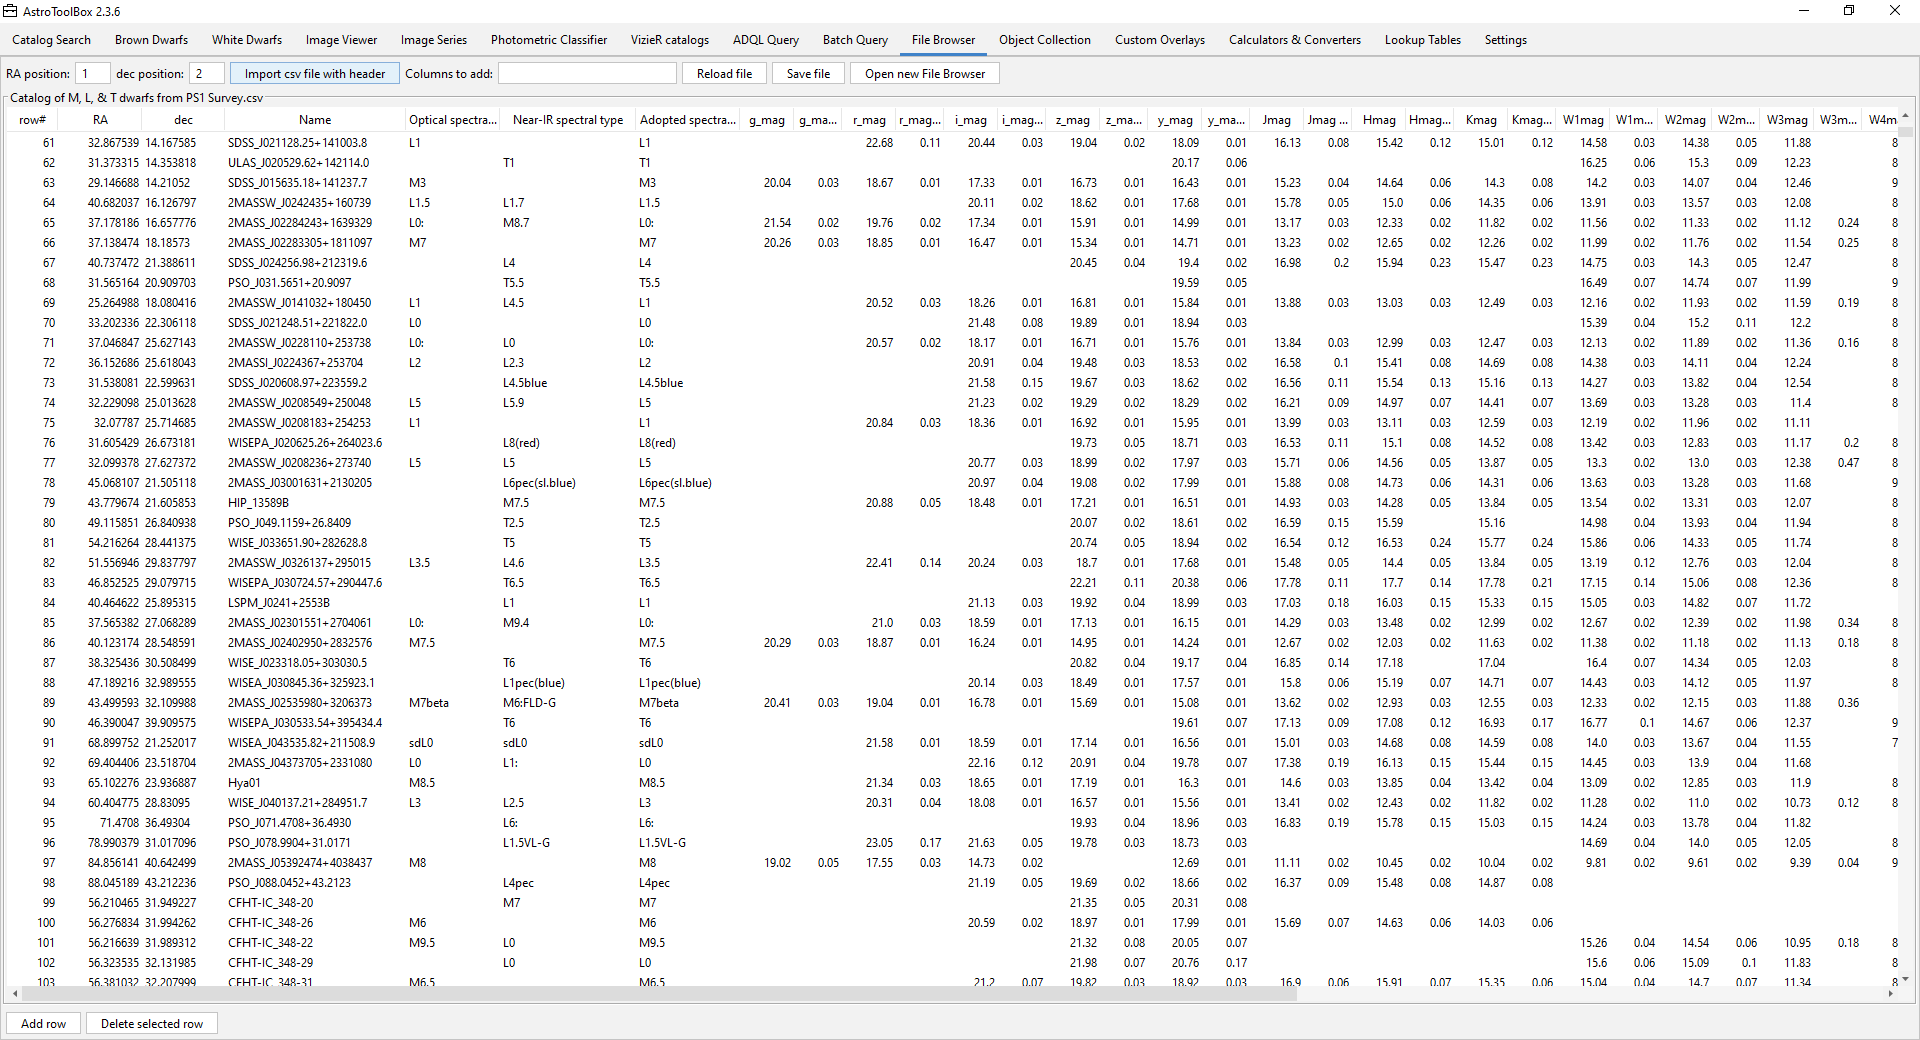 AstroToolBox 2.3.6
Catalog Search Brown Dwarfs White Dwarfs Image Viewer Image Series Photometric Classifier VizieR catalogs ADQL Query Batch Query File Browser Object Collection Custom Overlays Calculators & Converters Lookup Tables Settings
RA position: 1 dec position: 2 Import csv file with header Columns to add: Reload file Save file Open new File Browser
Catalog of M, L, & T dwarfs from PS1 Survey.csv
row# RA dec Name Optical spectra... Near-IR spectral type Adopted spectra... g_mag g_ma... r_mag r_mag... i_mag i_mag... z_mag z_ma... y_mag y_ma... Jmag Jmag ... Hmag Hmag... Kmag Kmag... W1mag W1m... W2mag W2m... W3mag W3m... W4m
61 32.867539 14.167585 SDSS_J021128.25+141003.8 L1 L1 22.68 0.11 20.44 0.03 19.04 0.02 18.09 0.01 16.13 0.08 15.42 0.12 15.01 0.12 14.58 0.03 14.38 0.05 11.88 8
62 31.373315 14.353818 ULAS_J020529.62+142114.0 T1 T1 20.17 0.06 16.25 0.06 15.3 0.09 12.23 8
63 29.146688 14.21052 SDSS_J015635.18+141237.7 M3 M3 20.04 0.03 18.67 0.01 17.33 0.01 16.73 0.01 16.43 0.01 15.23 0.04 14.64 0.06 14.3 0.08 14.2 0.03 14.07 0.04 12.46 9
64 40.682037 16.126797 2MASSW_J0242435+160739 L1.5 L1.7 L1.5 20.11 0.02 18.62 0.01 17.68 0.01 15.78 0.05 15.0 0.06 14.35 0.06 13.91 0.03 13.57 0.03 12.08 8
65 37.178186 16.657776 2MASS_J02284243+1639329 L0: M8.7 L0: 21.54 0.02 19.76 0.02 17.34 0.01 15.91 0.01 14.99 0.01 13.17 0.03 12.33 0.02 11.82 0.02 11.56 0.02 11.33 0.02 11.12 0.24 8
66 37.138474 18.18573 2MASS_J02283305+1811097 M7 M7 20.26 0.03 18.85 0.01 16.47 0.01 15.34 0.01 14.71 0.01 13.23 0.02 12.65 0.02 12.26 0.02 11.99 0.02 11.76 0.02 11.54 0.25 8
67 40.737472 21.388611 SDSS_J024256.98+212319.6 L4 L4 20.45 0.04 19.4 0.02 16.98 0.2 15.94 0.23 15.47 0.23 14.75 0.03 14.3 0.05 12.47 8
68 31.565164 20.909703 PSO_J031.5651+20.9097 T5.5 T5.5 19.59 0.05 16.49 0.07 14.74 0.07 11.99 9
69 25.264988 18.080416 2MASSW_J0141032+180450 L1 L4.5 L1 20.52 0.03 18.26 0.01 16.81 0.01 15.84 0.01 13.88 0.03 13.03 0.03 12.49 0.03 12.16 0.02 11.93 0.02 11.59 0.19 8
70 33.202336 22.306118 SDSS_J021248.51+221822.0 L0 L0 21.48 0.08 19.89 0.01 18.94 0.03 15.39 0.04 15.2 0.11 12.2 8
71 37.046847 25.627143 2MASSW_J0228110+253738 L0: L0 L0: 20.57 0.02 18.17 0.01 16.71 0.01 15.76 0.01 13.84 0.03 12.99 0.03 12.47 0.03 12.13 0.02 11.89 0.02 11.36 0.16 8
72 36.152686 25.618043 2MASSI_J0224367+253704 L2 L2.3 L2 20.91 0.04 19.48 0.03 18.53 0.02 16.58 0.1 15.41 0.08 14.69 0.08 14.38 0.03 14.11 0.04 12.24 8
73 31.538081 22.599631 SDSS_J020608.97+223559.2 L4.5blue L4.5blue 21.58 0.15 19.67 0.03 18.62 0.02 16.56 0.11 15.54 0.13 15.16 0.13 14.27 0.03 13.82 0.04 12.54 8
74 32.229098 25.013628 2MASSW_J0208549+250048 L5 L5.9 L5 21.23 0.02 19.29 0.02 18.29 0.02 16.21 0.09 14.97 0.07 14.41 0.07 13.69 0.03 13.28 0.03 11.4 8
75 32.07787 25.714685 2MASSW_J0208183+254253 L1 L1 20.84 0.03 18.36 0.01 16.92 0.01 15.95 0.01 13.99 0.03 13.11 0.03 12.59 0.03 12.19 0.02 11.96 0.02 11.11
76 31.605429 26.673181 WISEPA_J020625.26+264023.6 L8(red) L8(red) 19.73 0.05 18.71 0.03 16.53 0.11 15.1 0.08 14.52 0.08 13.42 0.03 12.83 0.03 11.17 0.2 8
77 32.099378 27.627372 2MASSW_J0208236+273740 L5 L5 L5 20.77 0.03 18.99 0.02 17.97 0.03 15.71 0.06 14.56 0.05 13.87 0.05 13.3 0.02 13.0 0.03 12.38 0.47 8
78 45.068107 21.505118 2MASS_J03001631+2130205 L6pec(sl.blue) L6pec(sl.blue) 20.97 0.04 19.08 0.02 17.99 0.01 15.88 0.08 14.73 0.06 14.31 0.06 13.63 0.03 13.28 0.03 11.68 9
79 43.779674 21.605853 HIP_13589B M7.5 M7.5 20.88 0.05 18.48 0.01 17.21 0.01 16.51 0.01 14.93 0.03 14.28 0.05 13.84 0.05 13.54 0.02 13.31 0.03 12.07 8
80 49.115851 26.840938 PSO_J049.1159+26.8409 T2.5 T2.5 20.07 0.02 18.61 0.02 16.59 0.15 15.59 15.16 14.98 0.04 13.93 0.04 11.94 8
81 54.216264 28.441375 WISE_J033651.90+282628.8 T5 T5 20.74 0.05 18.94 0.02 16.54 0.12 16.53 0.24 15.77 0.24 15.86 0.06 14.33 0.05 11.74 8
82 51.556946 29.837797 2MASSW_J0326137+295015 L3.5 L4.6 L3.5 22.41 0.14 20.24 0.03 18.7 0.01 17.68 0.01 15.48 0.05 14.4 0.05 13.84 0.05 13.19 0.12 12.76 0.03 12.04 8
83 46.852525 29.079715 WISEPA_J030724.57+290447.6 T6.5 T6.5 22.21 0.11 20.38 0.06 17.78 0.11 17.7 0.14 17.78 0.21 17.15 0.14 15.06 0.08 12.36 8
84 40.464622 25.895315 LSPM_J0241+2553B L1 L1 21.13 0.03 19.92 0.04 18.99 0.03 17.03 0.18 16.03 0.15 15.33 0.15 15.05 0.03 14.82 0.07 11.72 8
85 37.565382 27.068289 2MASS_J02301551+2704061 L0: M9.4 L0: 21.0 0.03 18.59 0.01 17.13 0.01 16.15 0.01 14.29 0.03 13.48 0.02 12.99 0.02 12.67 0.02 12.39 0.02 11.98 0.34 8
86 40.123174 28.548591 2MASS_J02402950+2832576 M7.5 M7.5 20.29 0.03 18.87 0.01 16.24 0.01 14.95 0.01 14.24 0.01 12.67 0.02 12.03 0.02 11.63 0.02 11.38 0.02 11.18 0.02 11.13 0.18 8
87 38.325436 30.508499 WISE_J023318.05+303030.5 T6 T6 20.82 0.04 19.17 0.04 16.85 0.14 17.18 17.04 16.4 0.07 14.34 0.05 12.03 8
88 47.189216 32.989555 WISEA_J030845.36+325923.1 L1pec(blue) L1pec(blue) 20.14 0.03 18.49 0.01 17.57 0.01 15.8 0.06 15.19 0.07 14.71 0.07 14.43 0.03 14.12 0.05 11.97 8
89 43.499593 32.109988 2MASS_J02535980+3206373 M7beta M6:FLD-G M7beta 20.41 0.03 19.04 0.01 16.78 0.01 15.69 0.01 15.08 0.01 13.62 0.02 12.93 0.03 12.55 0.03 12.33 0.02 12.15 0.03 11.88 0.36 8
90 46.390047 39.909575 WISEPA_J030533.54+395434.4 T6 T6 19.61 0.07 17.13 0.09 17.08 0.12 16.93 0.17 16.77 0.1 14.67 0.06 12.37 9
91 68.899752 21.252017 WISEA_J043535.82+211508.9 sdL0 sdL0 sdL0 21.58 0.01 18.59 0.01 17.14 0.01 16.56 0.01 15.01 0.03 14.68 0.08 14.59 0.08 14.0 0.03 13.67 0.04 11.55 7
92 69.404406 23.518704 2MASS_J04373705+2331080 L0 L1: L0 22.16 0.12 20.91 0.04 19.78 0.07 17.38 0.19 16.13 0.15 15.44 0.15 14.45 0.03 13.9 0.04 11.68
93 65.102276 23.936887 Hya01 M8.5 M8.5 21.34 0.03 18.65 0.01 17.19 0.01 16.3 0.01 14.6 0.03 13.85 0.04 13.42 0.04 13.09 0.02 12.85 0.03 11.9 8
94 60.404775 28.83095 WISE_J040137.21+284951.7 L3 L2.5 L3 20.31 0.04 18.08 0.01 16.57 0.01 15.56 0.01 13.41 0.02 12.43 0.02 11.82 0.02 11.28 0.02 11.0 0.02 10.73 0.12 8
95 71.4708 36.49304 PSO_J071.4708+36.4930 L6: L6: 19.93 0.04 18.96 0.03 16.83 0.19 15.78 0.15 15.03 0.15 14.24 0.03 13.78 0.04 11.82
96 78.990379 31.017096 PSO_J078.9904+31.0171 L1.5VL-G L1.5VL-G 23.05 0.17 21.63 0.05 19.78 0.03 18.73 0.03 14.69 0.04 14.0 0.05 12.05 8
97 84.856141 40.642499 2MASS_J05392474+4038437 M8 M8 19.02 0.05 17.55 0.03 14.73 0.02 12.69 0.01 11.11 0.02 10.45 0.02 10.04 0.02 9.81 0.02 9.61 0.02 9.39 0.04 9
98 88.045189 43.212236 PSO_J088.0452+43.2123 L4pec L4pec 21.19 0.05 19.69 0.02 18.66 0.02 16.37 0.09 15.48 0.08 14.87 0.08
99 56.210465 31.949227 CFHT-IC_348-20 M7 M7 21.35 0.05 20.31 0.08
100 56.276834 31.994262 CFHT-IC_348-26 M6 M6 20.59 0.02 18.97 0.01 17.99 0.01 15.69 0.07 14.63 0.06 14.03 0.06
101 56.216639 31.989312 CFHT-IC_348-22 M9.5 L0 M9.5 21.32 0.08 20.05 0.07 15.26 0.04 14.54 0.06 10.95 0.18 8
102 56.323535 32.131985 CFHT-IC_348-29 L0 L0 21.98 0.07 20.76 0.17 15.6 0.06 15.09 0.1 11.83 8
103 56.381032 32.207999 CFHT-IC_348-31 M6.5 M6.5 21.2 0.07 19.82 0.03 18.92 0.03 16.9 0.06 15.91 0.07 15.35 0.06 15.04 0.04 14.7 0.07 11.34 8
Add row Delete selected row